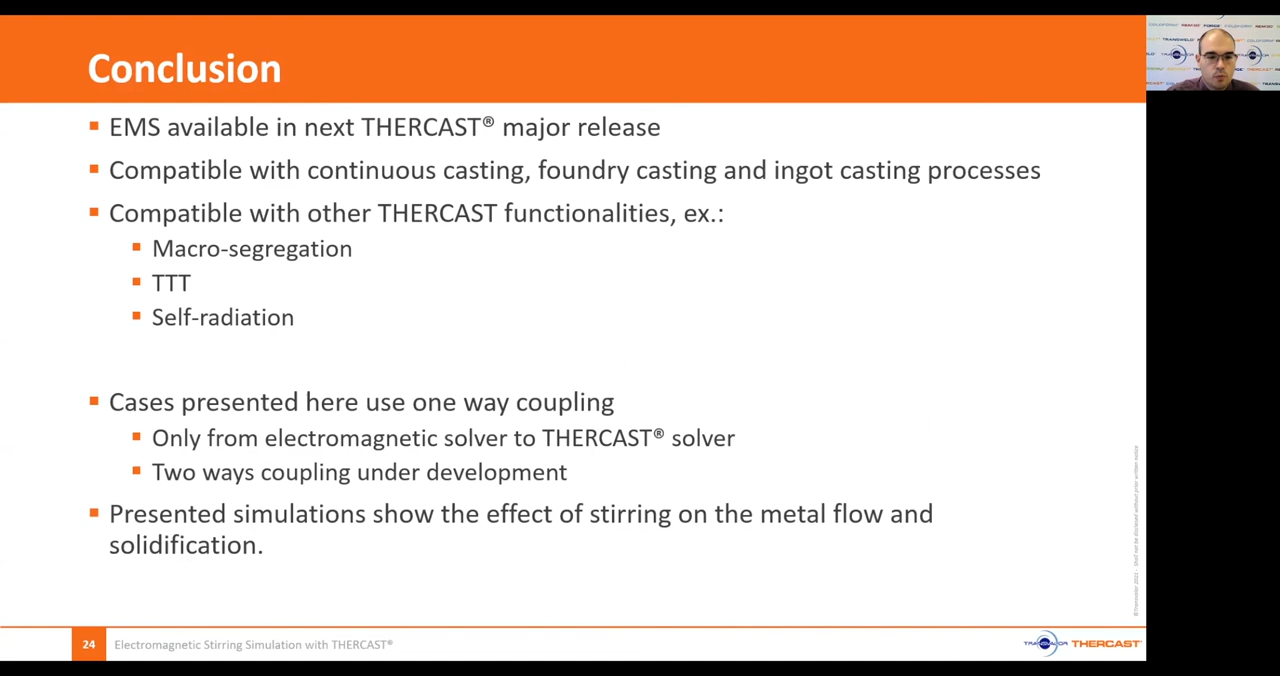 Conclusion
EMS available in next THERCAST® major release
Compatible with continuous casting, foundry casting and ingot casting processes
Compatible with other THERCAST functionalities, ex.:
Macro-segregation
TTT
Self-radiation
Cases presented here use one way coupling
Only from electromagnetic solver to THERCAST® solver
Two ways coupling under development
Presented simulations show the effect of stirring on the metal flow and
solidification.
24
Electromagnetic Stirring Simulation with THERCAST®
TRANSVALOR THERCAST